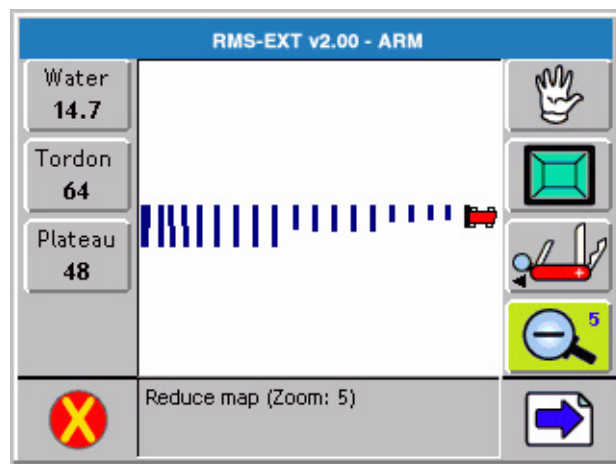 RMS-EXT v2.00 - ARM
Water
14.7
Tordon
64
Plateau
48
5
Reduce map (Zoom: 5)